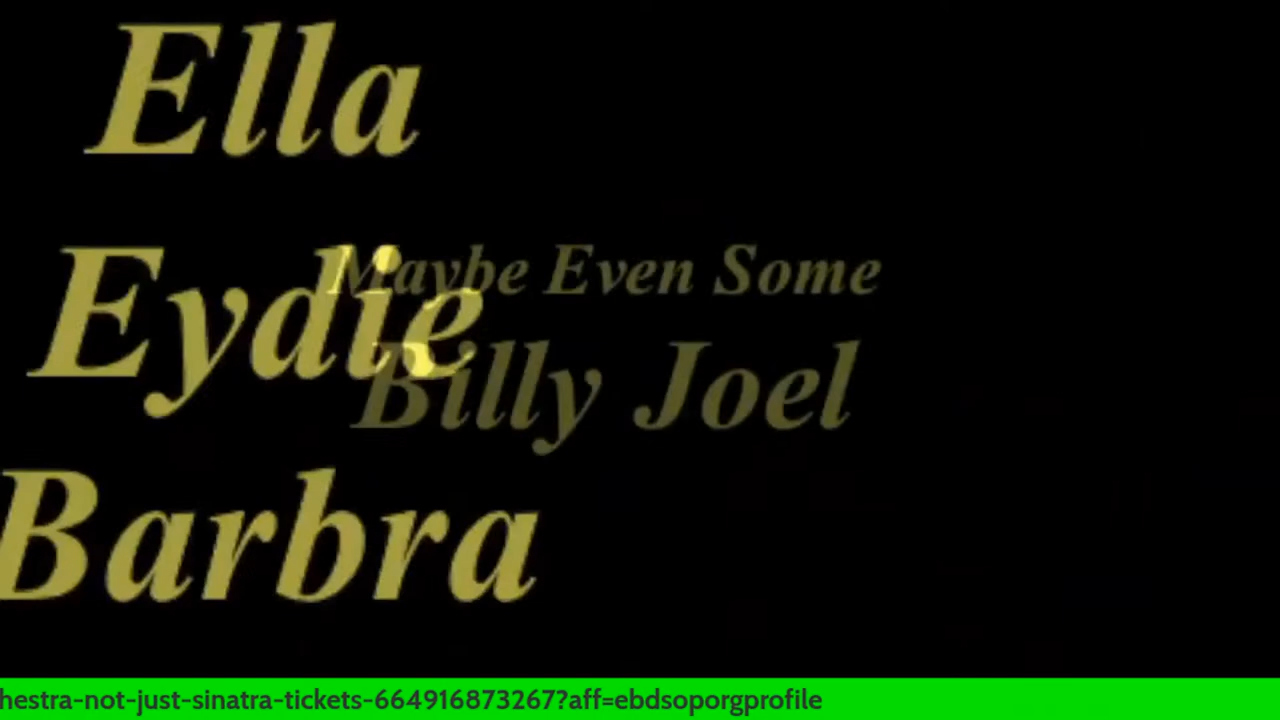 Ella
Maybe Even Some
Eydie
Billy Joel
Barbra
hestra-not-just-sinatra-tickets-664916873267?aff=ebdsoporgprofile